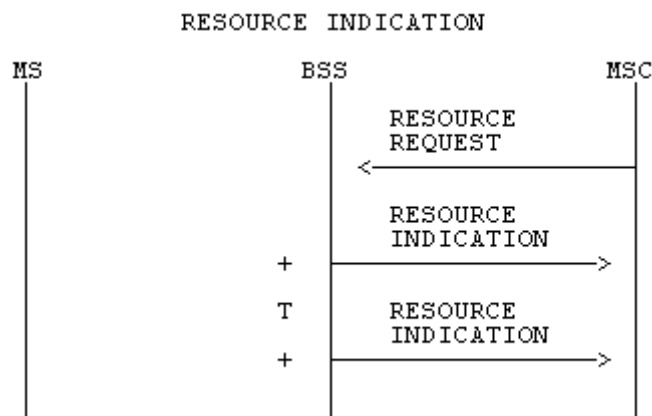 RESOURCE INDICATION
MS BSS MSC
RESOURCE
REQUEST
RESOURCE
INDICATION
+
T RESOURCE
INDICATION
+